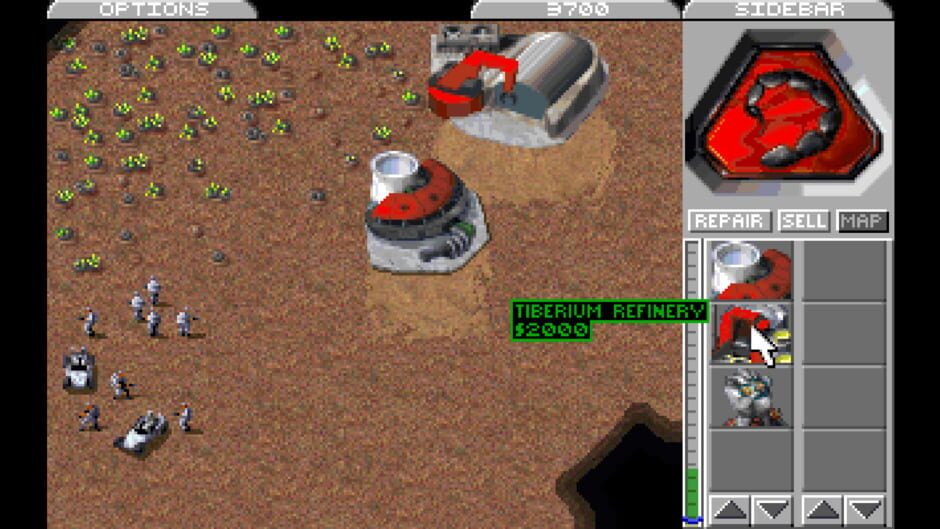 OPTIONS
3700
SIDEBAR
REPAIR
SELL
MAP
TIBERIUM REFINERY
$2000